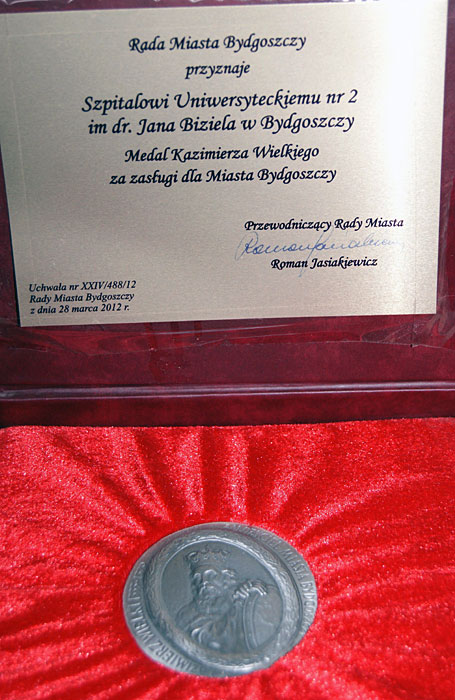 Rada Miasta Bydgoszczy
przyznaje
Szpitalowi Uniwersyteckiemu nr 2
im dr. Jana Biziela w Bydgoszczy
Medal Kazimierza Wielkiego
za zasługi dla Miasta Bydgoszczy
Przewodniczący Rady Miasta
Roman Jasiakiewicz
Uchwała nr XXIV/488/12
Rady Miasta Bydgoszczy
z dnia 28 marca 2012 r.